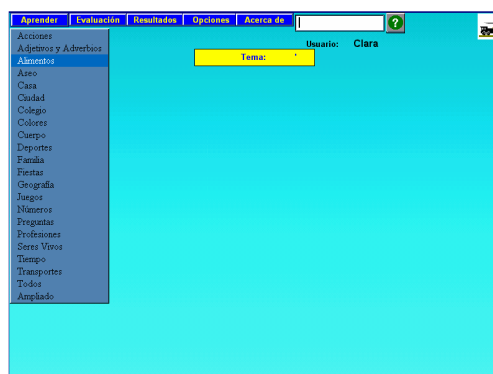 Aprender Evaluación Resultados Opciones Acerca de ?
Usuario: Clara
Tema: '
Acciones
Adjetivos y Adverbios
Alimentos
Aseo
Casa
Ciudad
Colegio
Colores
Cuerpo
Deportes
Familia
Fiestas
Geografía
Juegos
Números
Preguntas
Profesiones
Seres Vivos
Tiempo
Transportes
Todos
Ampliado